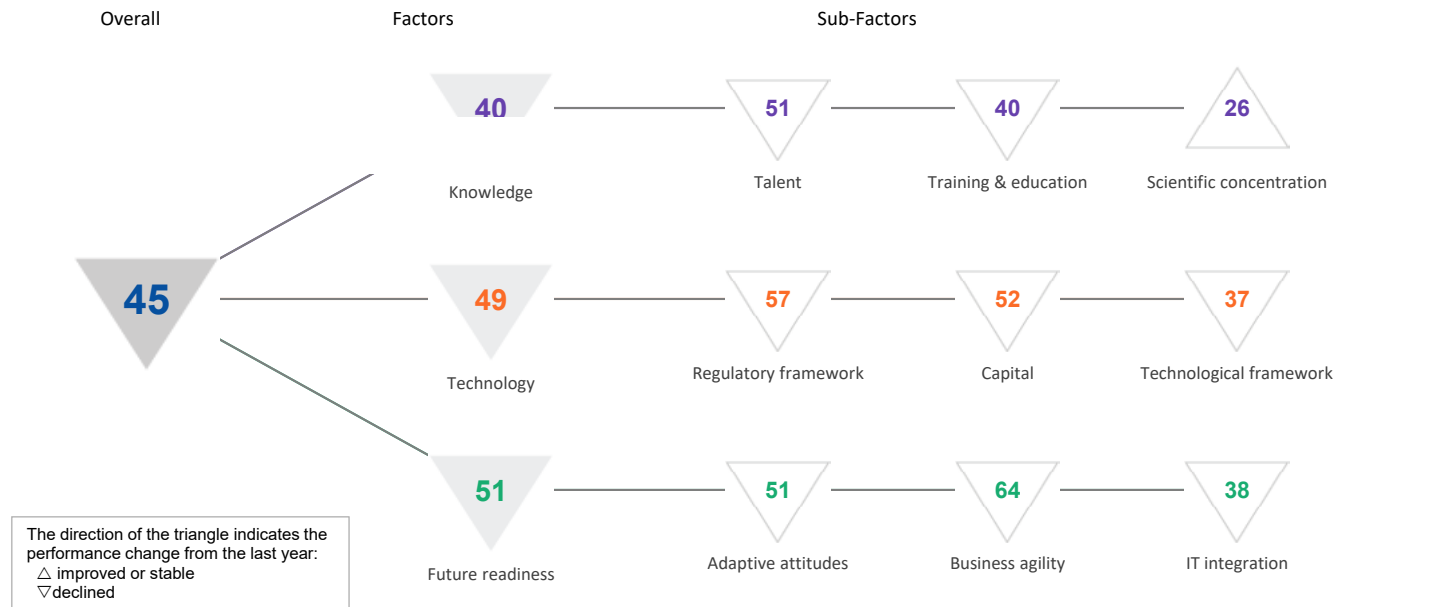 Overall Factors Sub-Factors
40 51 40 26
Knowledge Talent Training & education Scientific concentration
45 49 57 52 37
Technology Regulatory framework Capital Technological framework
51 51 64 38
Future readiness Adaptive attitudes Business agility IT integration
The direction of the triangle indicates the
performance change from the last year:
△ improved or stable
▽declined